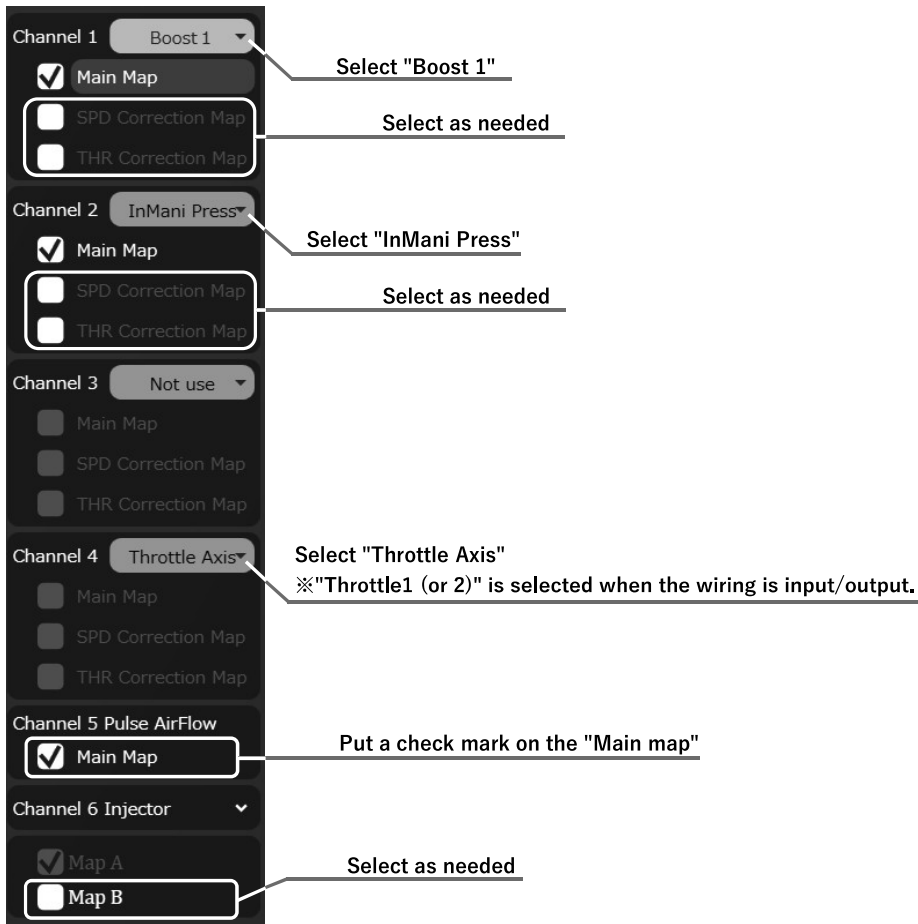 Channel 1 Boost 1
Select "Boost 1"
Main Map
SPD Correction Map
Select as needed
THR Correction Map
Channel 2 InMani Press
Select "InMani Press"
Main Map
SPD Correction Map
Select as needed
THR Correction Map
Channel 3 Not use
Main Map
SPD Correction Map
THR Correction Map
Channel 4 Throttle Axis
Select "Throttle Axis"
※"Throttle1 (or 2)" is selected when the wiring is input/output.
Main Map
SPD Correction Map
THR Correction Map
Channel 5 Pulse AirFlow
Main Map
Put a check mark on the "Main map"
Channel 6 Injector
Map A
Select as needed
Map B